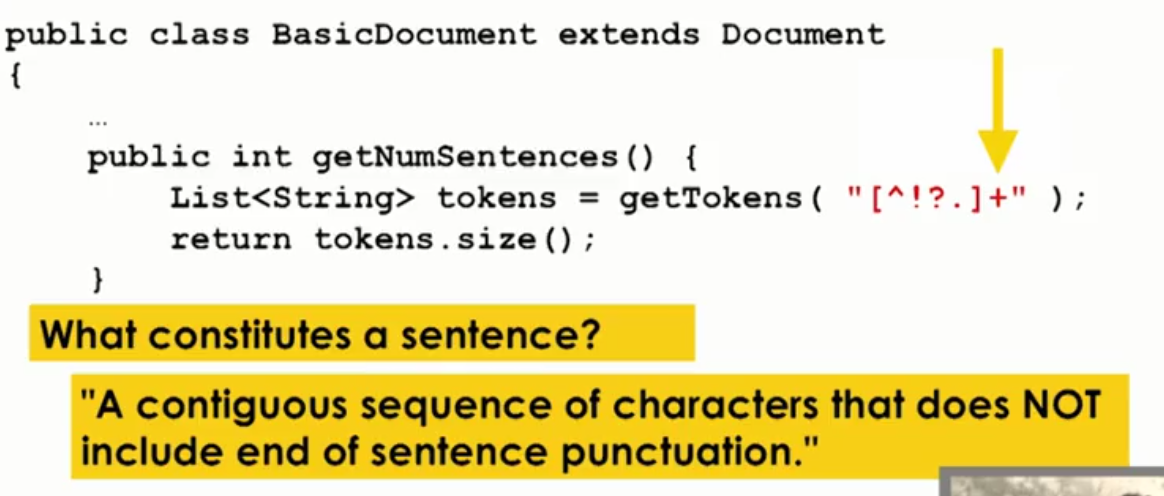 public class BasicDocument extends Document
{
...
public int getNumSentences() {
List<String> tokens = getTokens( "[^!?.]+" );
return tokens.size();
}
What constitutes a sentence?
"A contiguous sequence of characters that does NOT
include end of sentence punctuation."